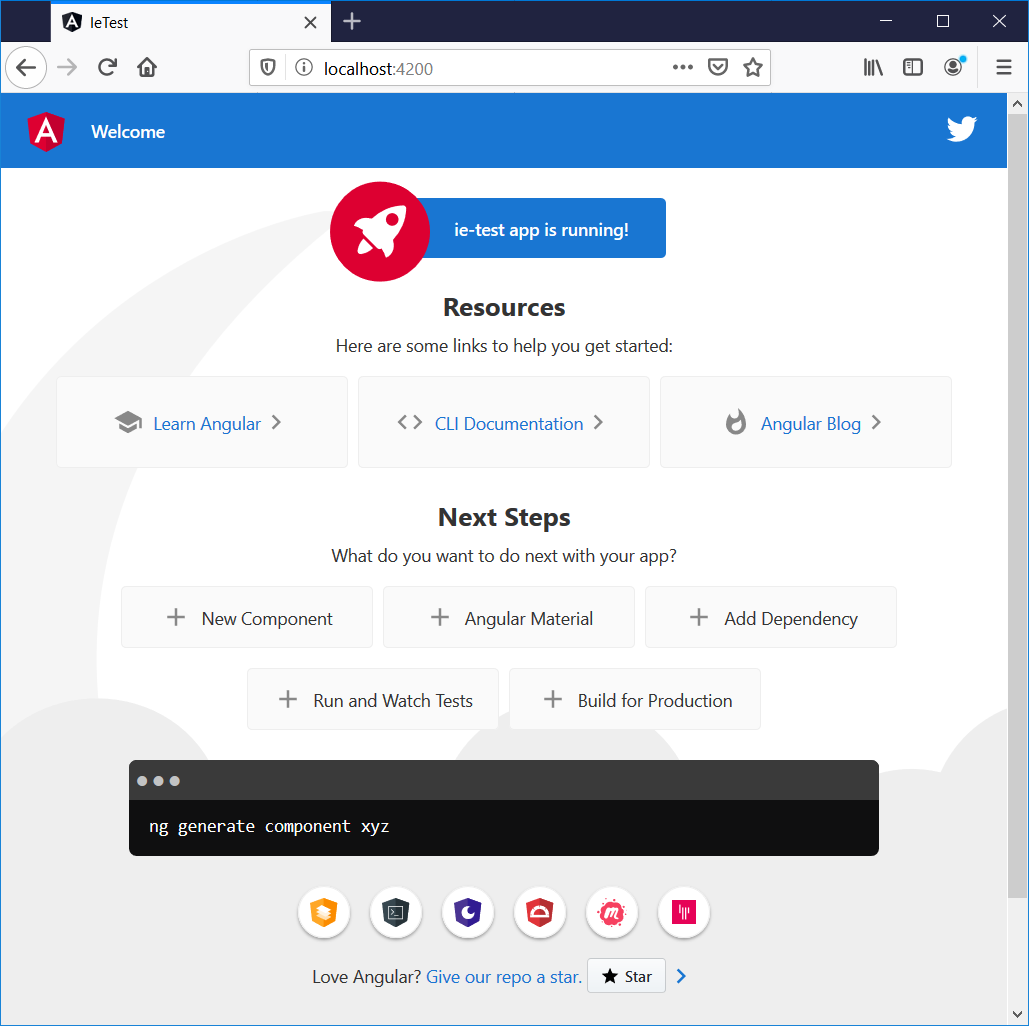 IeTest
localhost:4200
Welcome
ie-test app is running!
Resources
Here are some links to help you get started:
Learn Angular
CLI Documentation
Angular Blog
Next Steps
What do you want to do next with your app?
New Component
Angular Material
Add Dependency
Run and Watch Tests
Build for Production
ng generate component xyz
Love Angular? Give our repo a star. Star